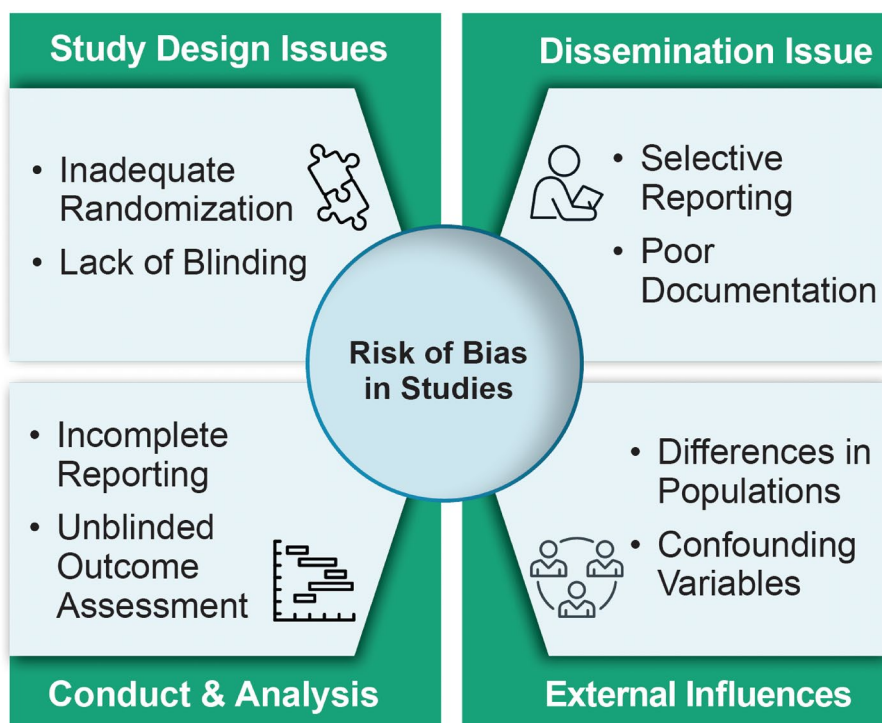 Study Design Issues
• Inadequate
Randomization
• Lack of Blinding
Dissemination Issue
• Selective
Reporting
• Poor
Documentation
Risk of Bias
in Studies
• Incomplete
Reporting
• Unblinded
Outcome
Assessment
Conduct & Analysis
• Differences in
Populations
• Confounding
Variables
External Influences